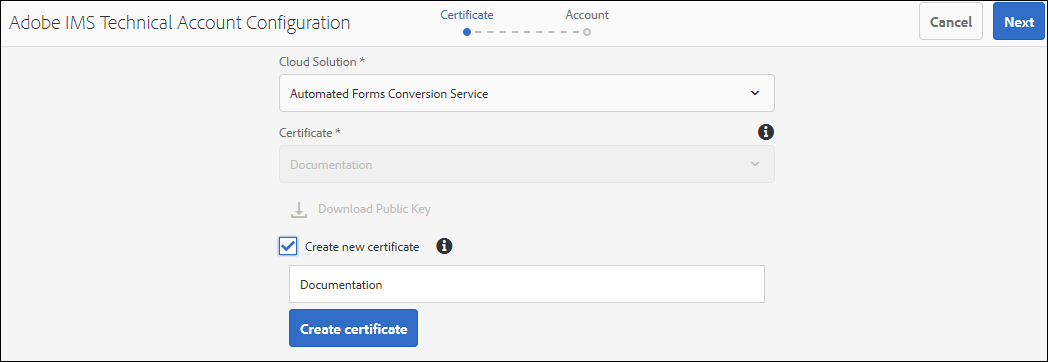 Adobe IMS Technical Account Configuration
Certificate
Account
Cancel
Next
Cloud Solution *
Automated Forms Conversion Service
Certificate *
Documentation
Download Public Key
Create new certificate
Documentation
Create certificate